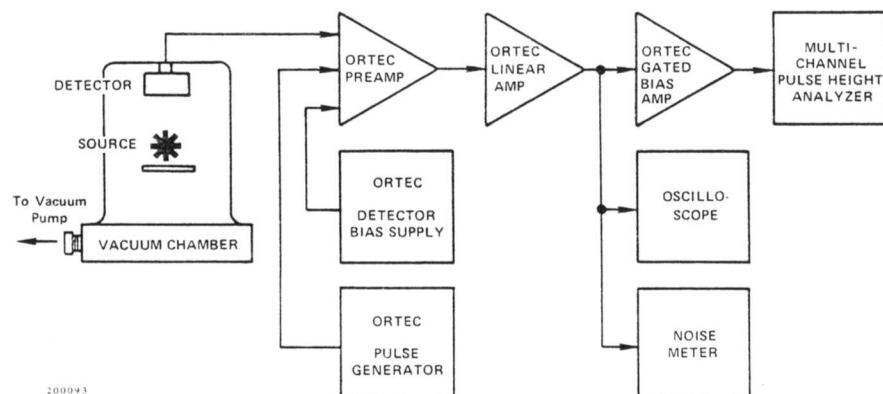 DETECTOR
SOURCE
To Vacuum
Pump
VACUUM CHAMBER
ORTEC
PREAMP
ORTEC
LINEAR
AMP
ORTEC
GATED
BIAS
AMP
MULTI-
CHANNEL
PULSE HEIGHT
ANALYZER
ORTEC
DETECTOR
BIAS SUPPLY
OSCILLO-
SCOPE
ORTEC
PULSE
GENERATOR
NOISE
METER
200093